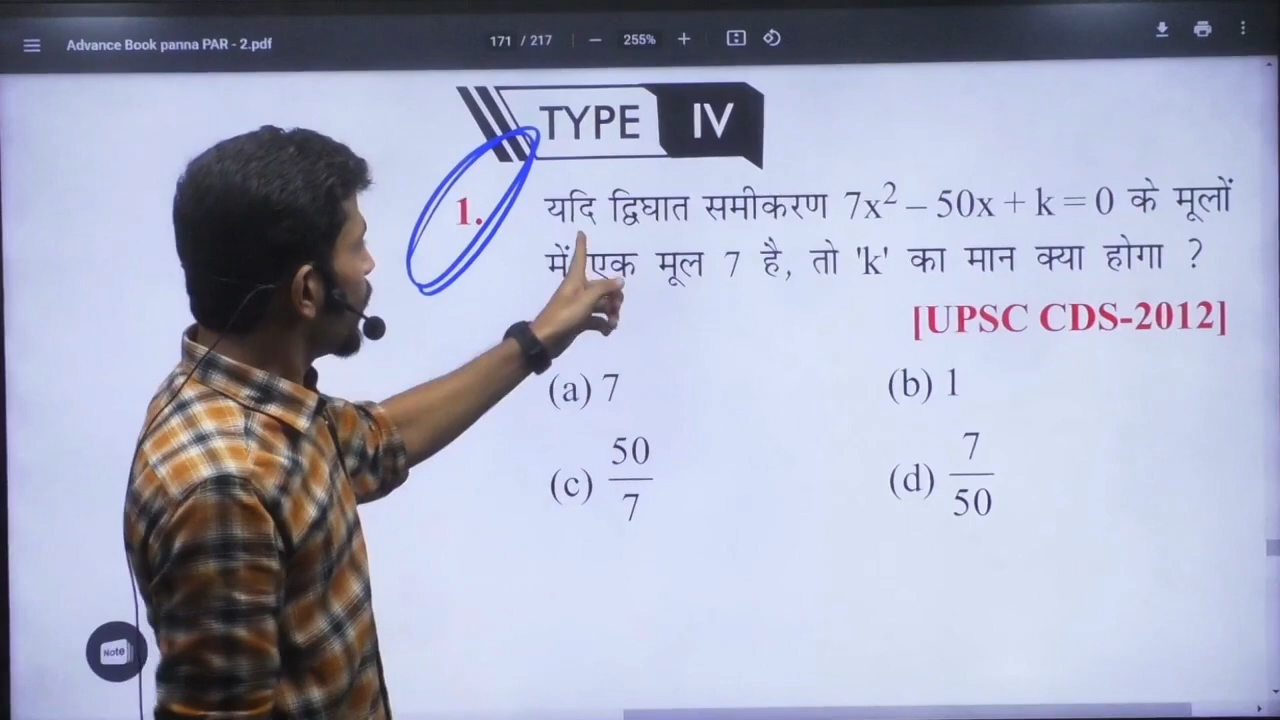 Advance Book panna PAR - 2.pdf
171 / 217
255%
TYPE IV
1. यदि द्विघात समीकरण 7x² – 50x + k = 0 के मूलों
में एक मूल 7 है, तो 'k' का मान क्या होगा ?
[UPSC CDS-2012]
(a) 7 (b) 1
(c) 50/7 (d) 7/50
Note